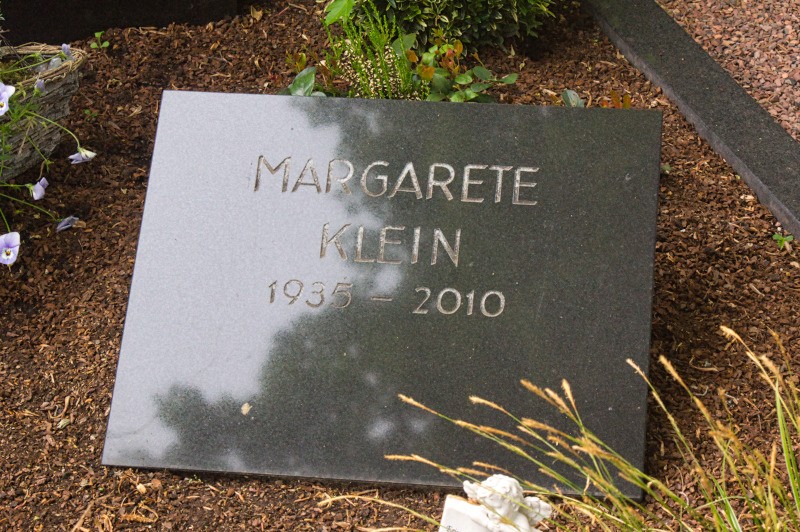 MARGARETE
KLEIN
1935 – 2010